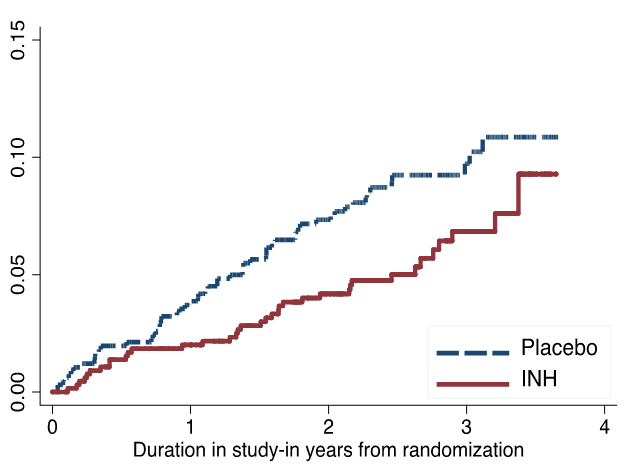 0.15
0.10
0.05
0.00
0 1 2 3 4
Duration in study-in years from randomization
Placebo
INH